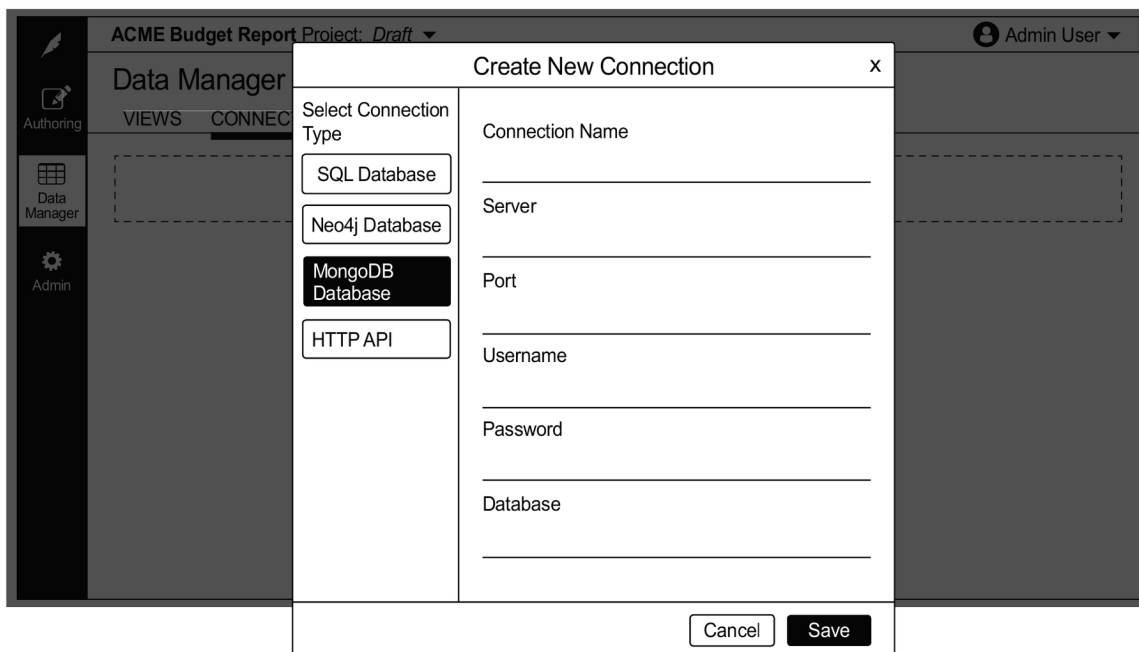 ACME Budget Report Project: Draft
Admin User
Data Manager
VIEWS CONNECT
Authoring
Data
Manager
Admin
Create New Connection x
Select Connection
Type
SQL Database
Neo4j Database
MongoDB
Database
HTTP API
Connection Name
Server
Port
Username
Password
Database
Cancel Save